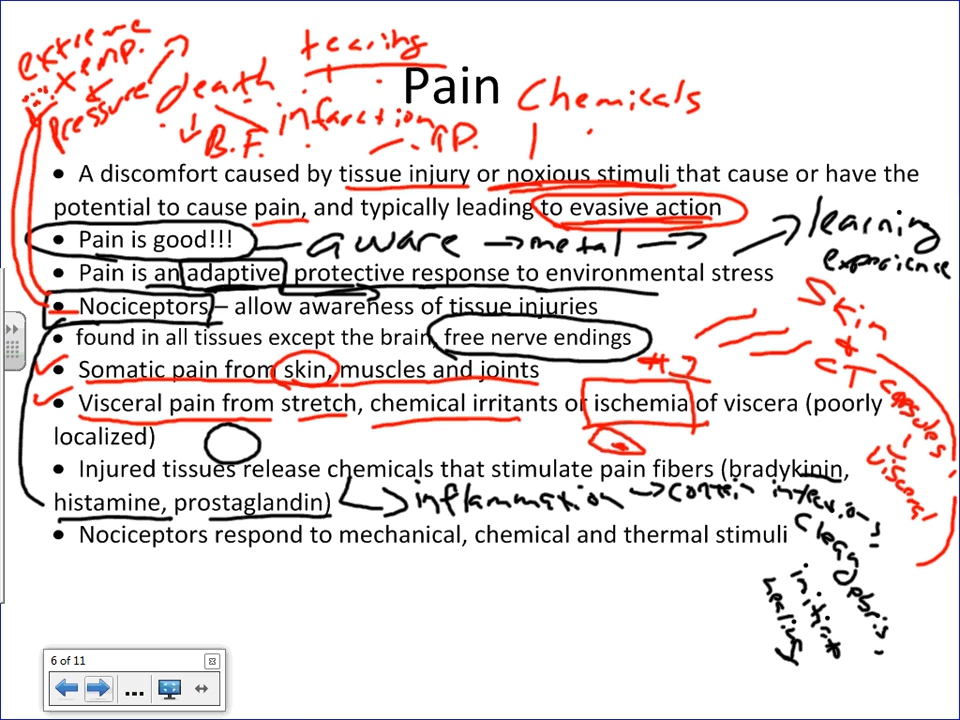 extreme
temp.
pressure
death
tearing
infarction
B.F.
B.P.
Pain
Chemicals
• A discomfort caused by tissue injury or noxious stimuli that cause or have the
potential to cause pain, and typically leading to evasive action
• Pain is good!!!
aware → metal →
learning
experience
• Pain is an adaptive, protective response to environmental stress
• Nociceptors – allow awareness of tissue injuries
• found in all tissues except the brain, free nerve endings
• Somatic pain from skin, muscles and joints
• Visceral pain from stretch, chemical irritants or ischemia of viscera (poorly
localized)
Skin
CT capsules
visceral
• Injured tissues release chemicals that stimulate pain fibers (bradykinin,
histamine, prostaglandin)
inflammation → contain
• Nociceptors respond to mechanical, chemical and thermal stimuli
debris
healing
6 of 11
...